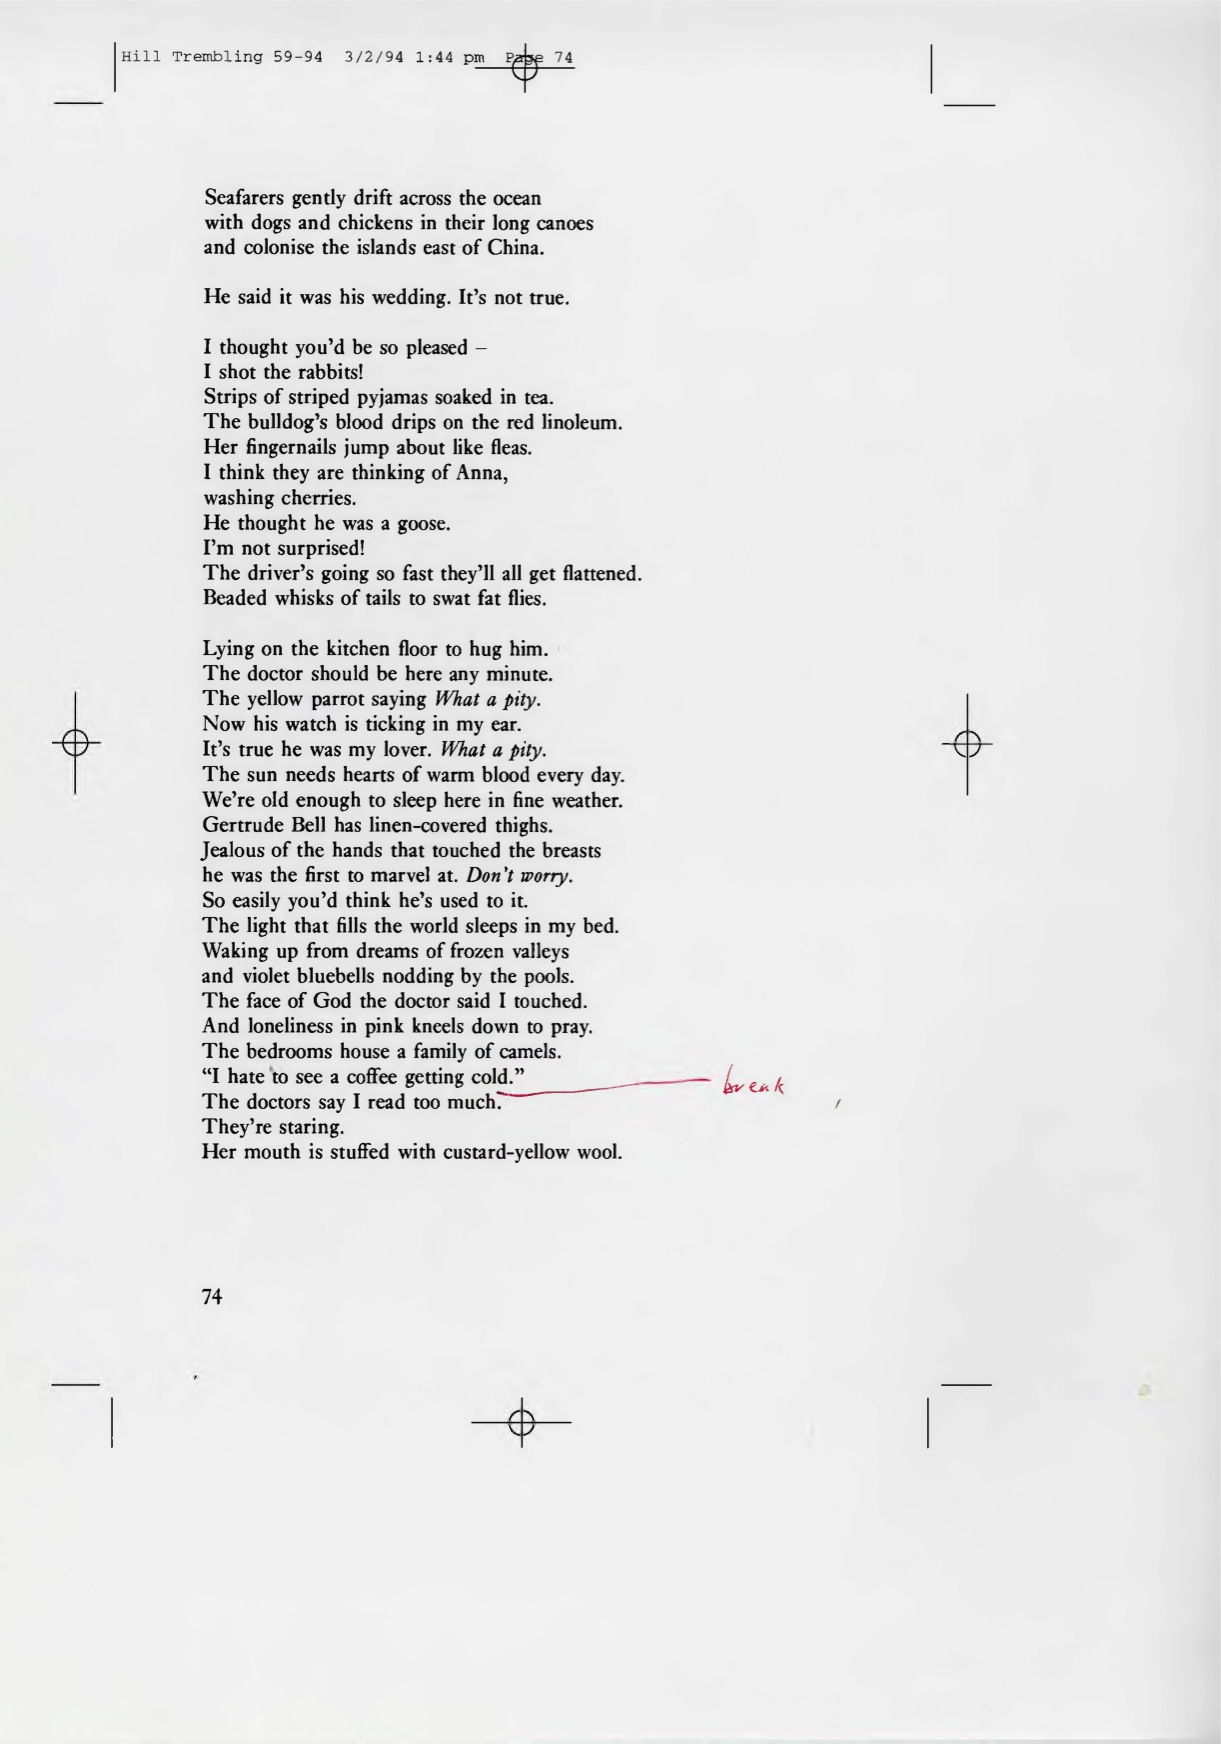 Hill Trembling 59-94 3/2/94 1:44 pm Page 74
Seafarers gently drift across the ocean
with dogs and chickens in their long canoes
and colonise the islands east of China.
He said it was his wedding. It's not true.
I thought you'd be so pleased –
I shot the rabbits!
Strips of striped pyjamas soaked in tea.
The bulldog's blood drips on the red linoleum.
Her fingernails jump about like fleas.
I think they are thinking of Anna,
washing cherries.
He thought he was a goose.
I'm not surprised!
The driver's going so fast they'll all get flattened.
Beaded whisks of tails to swat fat flies.
Lying on the kitchen floor to hug him.
The doctor should be here any minute.
The yellow parrot saying What a pity.
Now his watch is ticking in my ear.
It's true he was my lover. What a pity.
The sun needs hearts of warm blood every day.
We're old enough to sleep here in fine weather.
Gertrude Bell has linen-covered thighs.
Jealous of the hands that touched the breasts
he was the first to marvel at. Don't worry.
So easily you'd think he's used to it.
The light that fills the world sleeps in my bed.
Waking up from dreams of frozen valleys
and violet bluebells nodding by the pools.
The face of God the doctor said I touched.
And loneliness in pink kneels down to pray.
The bedrooms house a family of camels.
“I hate to see a coffee getting cold.”
break
The doctors say I read too much.
They're staring.
Her mouth is stuffed with custard-yellow wool.
74